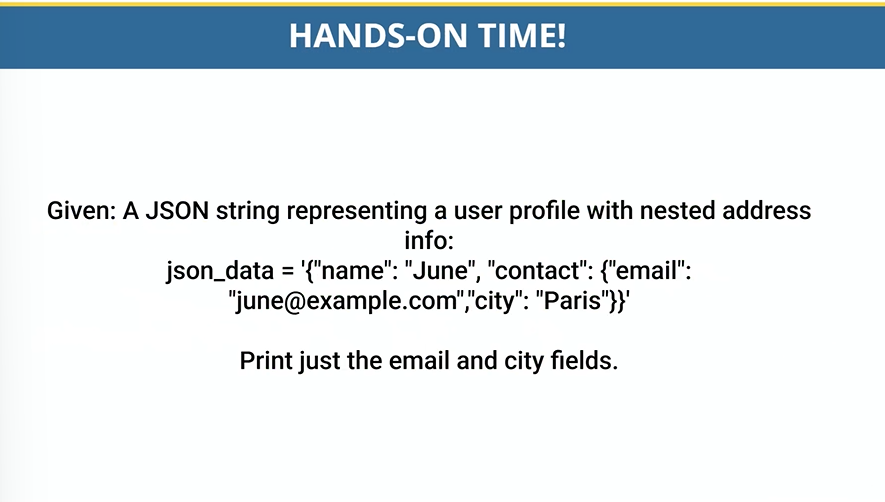 HANDS-ON TIME!
Given: A JSON string representing a user profile with nested address
info:
json_data = '{"name": "June", "contact": {"email":
"june@example.com","city": "Paris"}}'
Print just the email and city fields.